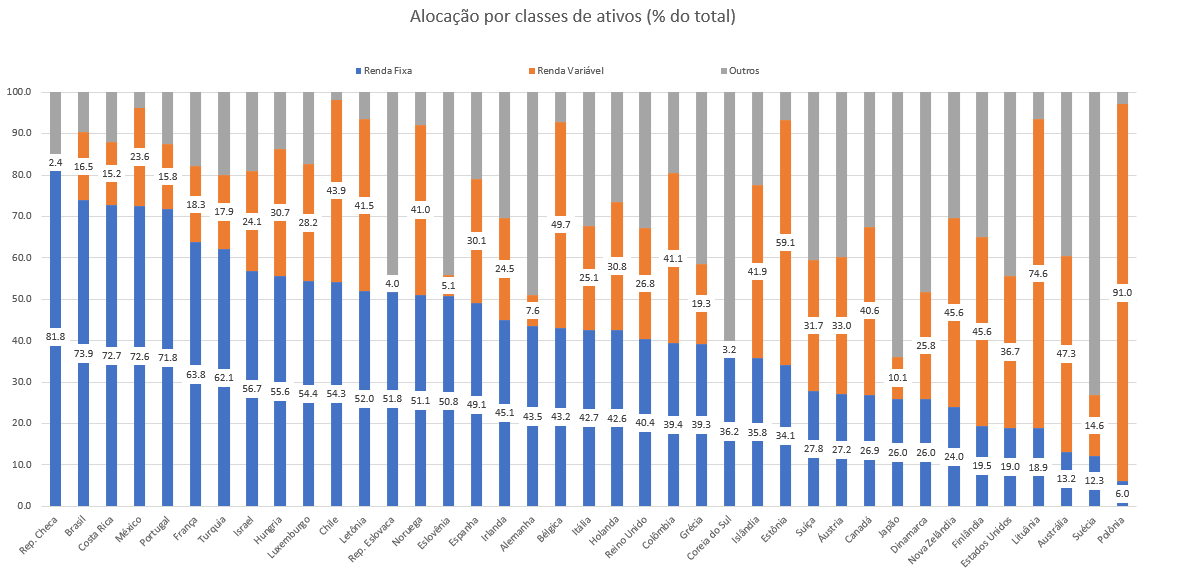 Alocação por classes de ativos (% do total)
Renda Fixa Renda Variável Outros
100.0
90.0
80.0
70.0
60.0
50.0
40.0
30.0
20.0
10.0
0.0
2.4 16.5 15.2 23.6 15.8 18.3 17.9 24.1 30.7 28.2 43.9 41.5 4.0 41.0 5.1 30.1 24.5 7.6 49.7 25.1 30.8 26.8 41.1 19.3 3.2 41.9 59.1 31.7 33.0 40.6 10.1 25.8 45.6 45.6 36.7 74.6 47.3 14.6 91.0
81.8 73.9 72.7 72.6 71.8 63.8 62.1 56.7 55.6 54.4 54.3 52.0 51.8 51.1 50.8 49.1 45.1 43.5 43.2 42.7 42.6 40.4 39.4 39.3 36.2 35.8 34.1 27.8 27.2 26.9 26.0 26.0 24.0 19.5 19.0 18.9 13.2 12.3 6.0
Rep. Checa
Brasil
Costa Rica
México
Portugal
França
Turquia
Israel
Hungria
Luxemburgo
Chile
Letônia
Rep. Eslovaca
Noruega
Eslovênia
Espanha
Irlanda
Alemanha
Bélgica
Itália
Holanda
Reino Unido
Colômbia
Grécia
Coreia do Sul
Islândia
Estônia
Suíça
Áustria
Canadá
Japão
Dinamarca
Nova Zelândia
Finlândia
Estados Unidos
Lituânia
Austrália
Suécia
Polônia